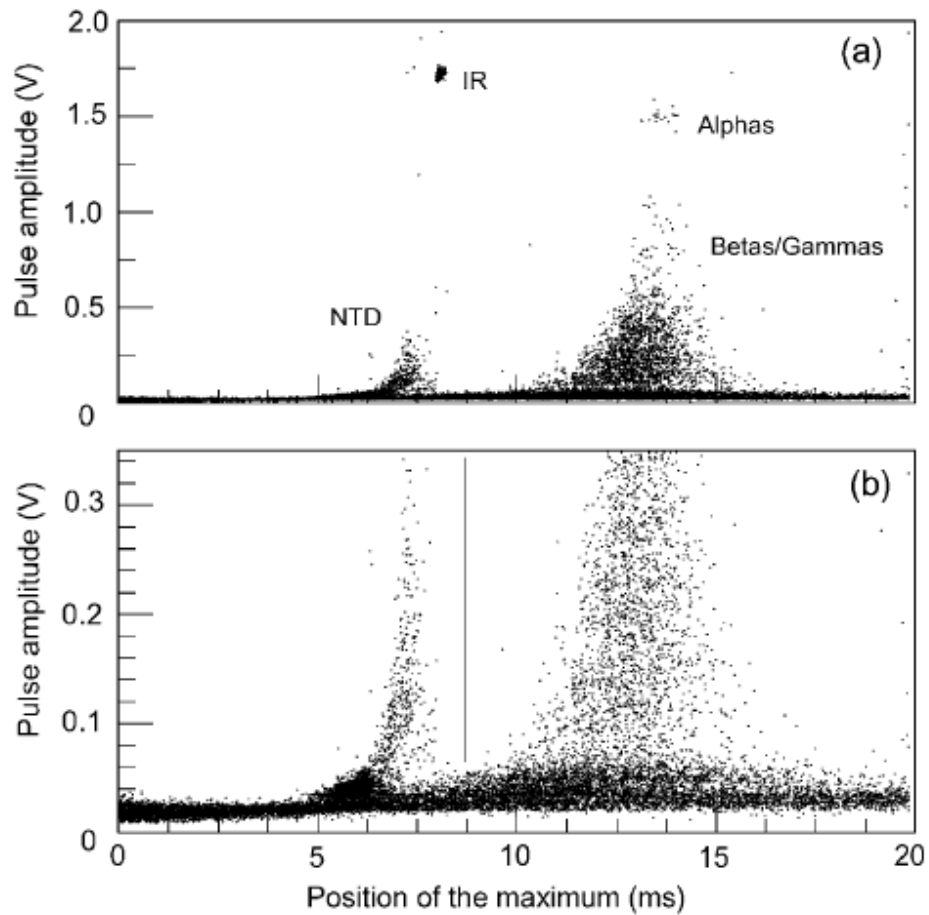 2.0
(a)
IR
1.5
Alphas
1.0
Betas/Gammas
0.5
NTD
0
Pulse amplitude (V)
(b)
0.3
0.2
0.1
0
Pulse amplitude (V)
0 5 10 15 20
Position of the maximum (ms)